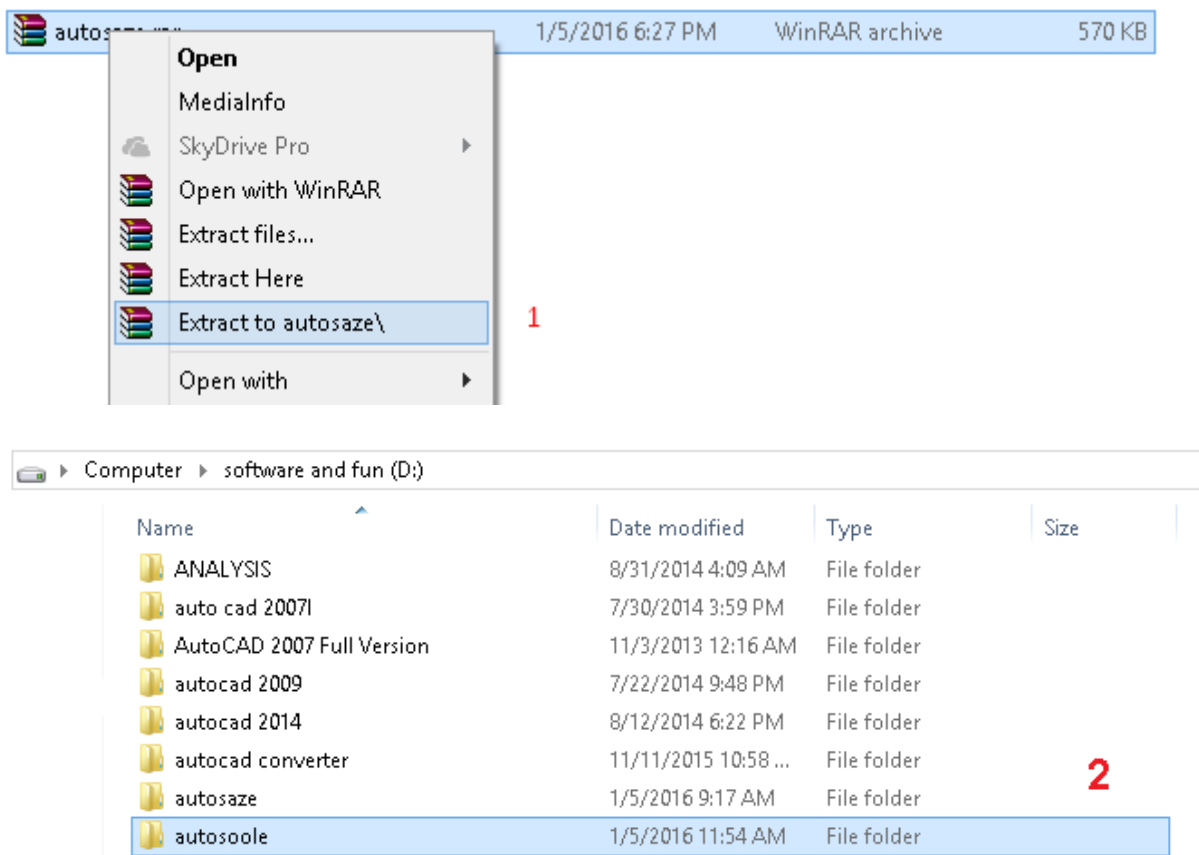 autosaze.rar 1/5/2016 6:27 PM WinRAR archive 570 KB
Open
MediaInfo
SkyDrive Pro
Open with WinRAR
Extract files...
Extract Here
Extract to autosaze\ 1
Open with
Computer software and fun (D:)
Name Date modified Type Size
ANALYSIS 8/31/2014 4:09 AM File folder
auto cad 2007l 7/30/2014 3:59 PM File folder
AutoCAD 2007 Full Version 11/3/2013 12:16 AM File folder
autocad 2009 7/22/2014 9:48 PM File folder
autocad 2014 8/12/2014 6:22 PM File folder
autocad converter 11/11/2015 10:58 ... File folder
autosaze 1/5/2016 9:17 AM File folder 2
autosoole 1/5/2016 11:54 AM File folder